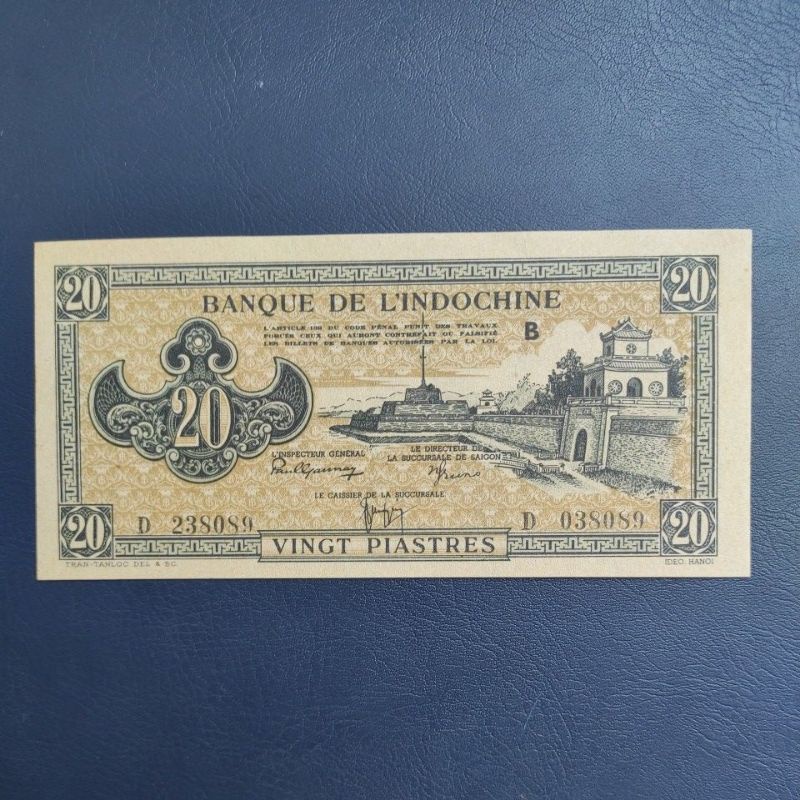 20 20
BANQUE DE L'INDOCHINE
L'ARTICLE 139 DU CODE PÉNAL PUNIT DES TRAVAUX
FORCÉS CEUX QUI AURONT CONTREFAIT OU FALSIFIÉ
LES BILLETS DE BANQUES AUTORISÉES PAR LA LOI.
B
20
L'INSPECTEUR GÉNÉRAL
LE DIRECTEUR DE
LA SUCCURSALE DE SAIGON
LE CAISSIER DE LA SUCCURSALE
D 238089 D 038089
20 20
VINGT PIASTRES
TRAN-TANLOC DEL & SC. IDEO HANOI